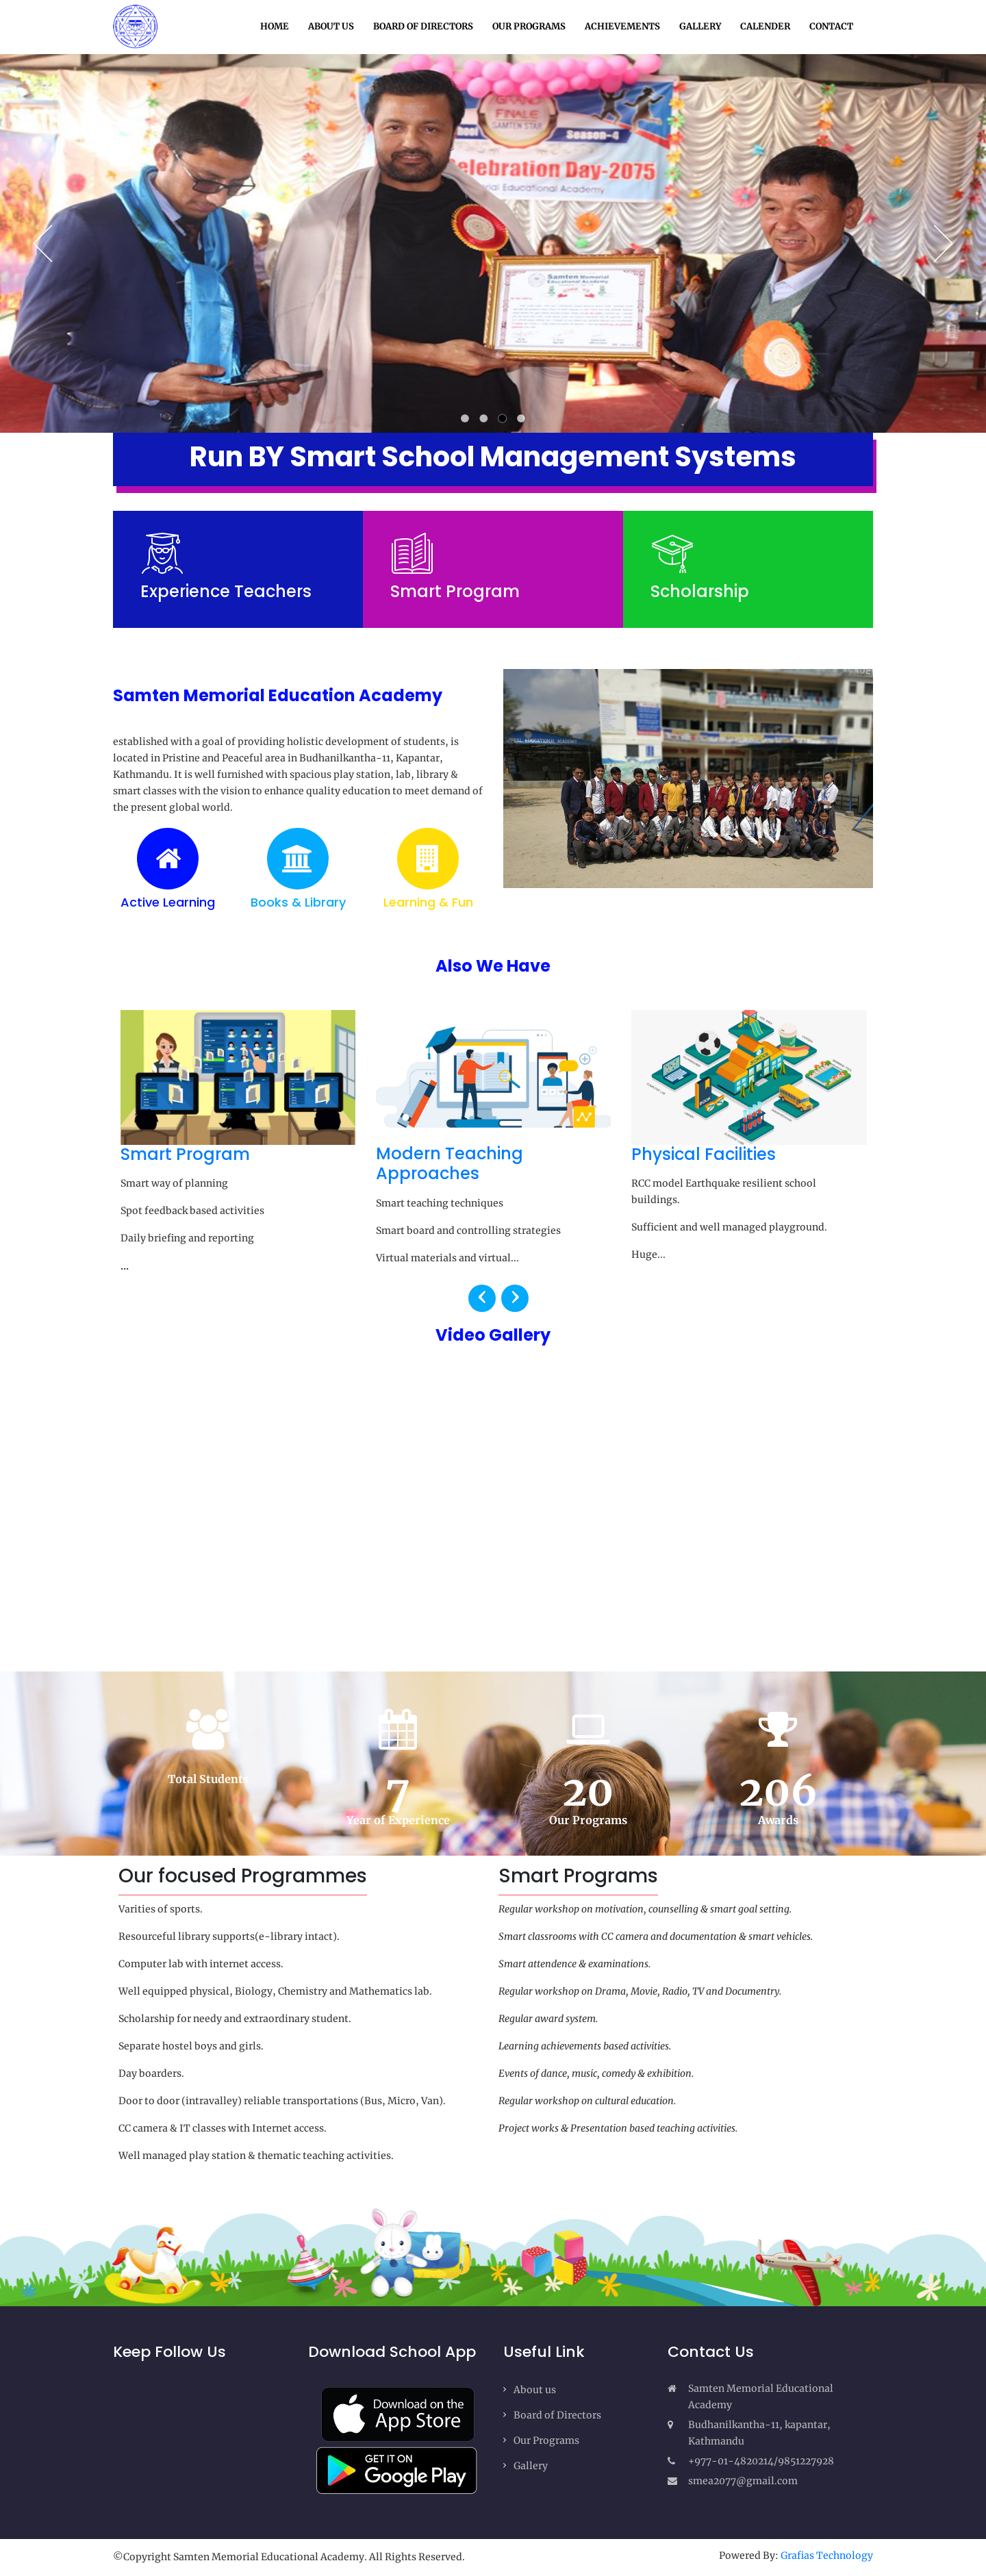 HOME ABOUT US BOARD OF DIRECTORS OUR PROGRAMS ACHIEVEMENTS GALLERY CALENDER CONTACT
GRAND
FINALE
SAMTEN STAR
Season-4
elebration Day-2075
Educational Academy
Samten Memorial
Educational Academy
Run BY Smart School Management Systems
Experience Teachers
Smart Program
Scholarship
Samten Memorial Education Academy
established with a goal of providing holistic development of students, is
located in Pristine and Peaceful area in Budhanilkantha-11, Kapantar,
Kathmandu. It is well furnished with spacious play station, lab, library &
smart classes with the vision to enhance quality education to meet demand of
the present global world.
Active Learning
Books & Library
Learning & Fun
Also We Have
Smart Program
Smart way of planning
Spot feedback based activities
Daily briefing and reporting
...
Modern Teaching
Approaches
Smart teaching techniques
Smart board and controlling strategies
Virtual materials and virtual...
Physical Facilities
RCC model Earthquake resilient school
buildings.
Sufficient and well managed playground.
Huge...
Video Gallery
Total Students
7
Year of Experience
20
Our Programs
206
Awards
Our focused Programmes
Varities of sports.
Resourceful library supports(e-library intact).
Computer lab with internet access.
Well equipped physical, Biology, Chemistry and Mathematics lab.
Scholarship for needy and extraordinary student.
Separate hostel boys and girls.
Day boarders.
Door to door (intravalley) reliable transportations (Bus, Micro, Van).
CC camera & IT classes with Internet access.
Well managed play station & thematic teaching activities.
Smart Programs
Regular workshop on motivation, counselling & smart goal setting.
Smart classrooms with CC camera and documentation & smart vehicles.
Smart attendence & examinations.
Regular workshop on Drama, Movie, Radio, TV and Documentry.
Regular award system.
Learning achievements based activities.
Events of dance, music, comedy & exhibition.
Regular workshop on cultural education.
Project works & Presentation based teaching activities.
Keep Follow Us
Download School App
Download on the
App Store
GET IT ON
Google Play
Useful Link
About us
Board of Directors
Our Programs
Gallery
Contact Us
Samten Memorial Educational
Academy
Budhanilkantha-11, kapantar,
Kathmandu
+977-01-4820214/9851227928
smea2077@gmail.com
©Copyright Samten Memorial Educational Academy. All Rights Reserved.
Powered By: Grafias Technology